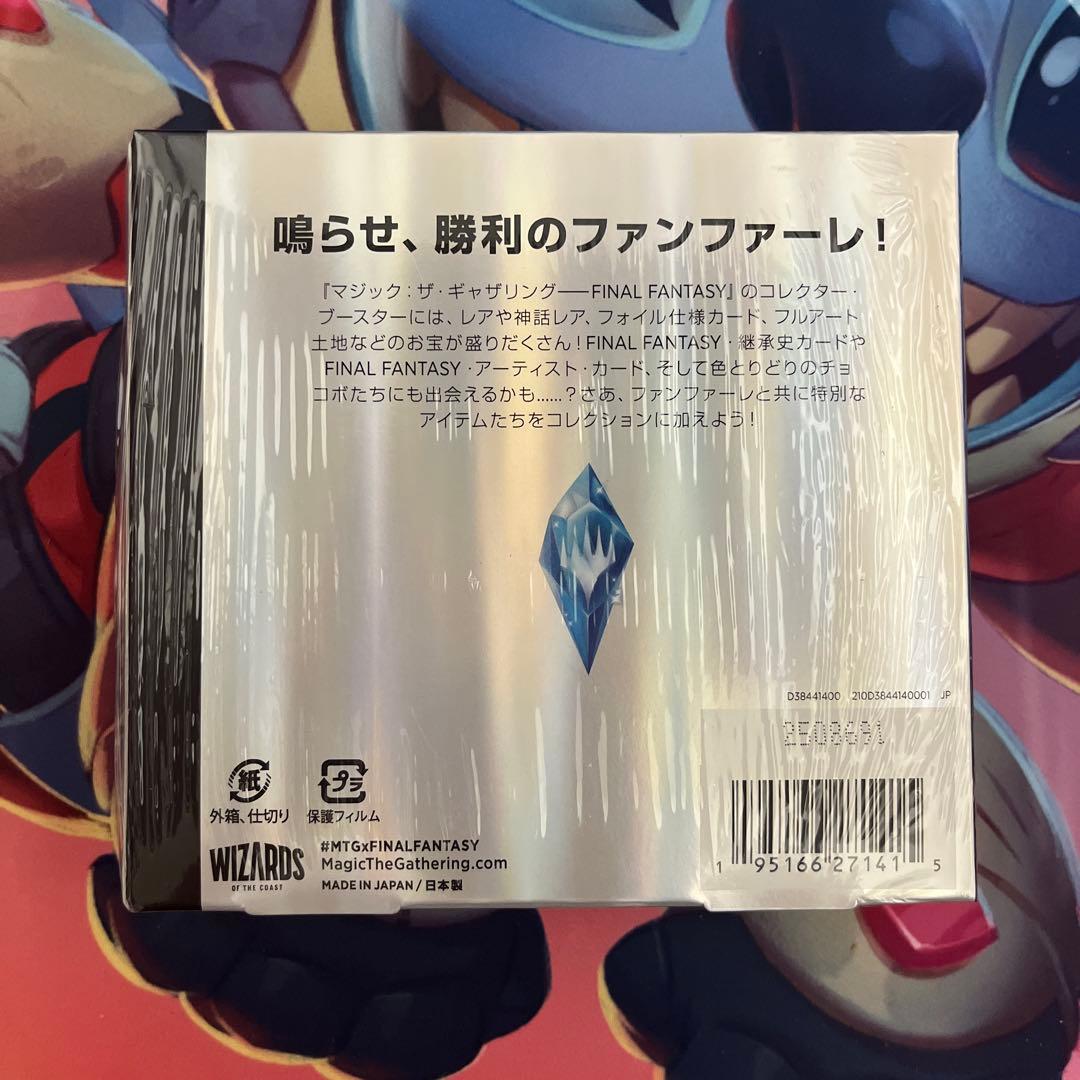 鳴らせ、勝利のファンファーレ！
『マジック：ザ・ギャザリング――FINAL FANTASY』のコレクター・
ブースターには、レアや神話レア、フォイル仕様カード、フルアート
土地などのお宝が盛りだくさん！FINAL FANTASY・継承史カードや
FINAL FANTASY・アーティスト・カード、そして色とりどりのチョ
コボたちにも出会えるかも……？さあ、ファンファーレと共に特別な
アイテムたちをコレクションに加えよう！
D38441400 210D3844140001 JP
紙
外箱、仕切り
プラ
保護フィルム
WIZARDS
OF THE COAST
#MTGxFINALFANTASY
MagicTheGathering.com
MADE IN JAPAN / 日本製
1 95166 27141 5